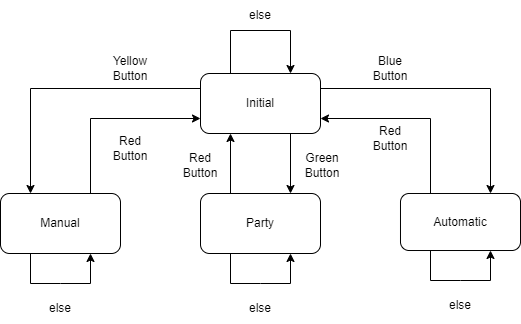 else
Yellow
Button
Blue
Button
Initial
Red
Button
Red
Button
Green
Button
Red
Button
Manual
Party
Automatic
else
else
else